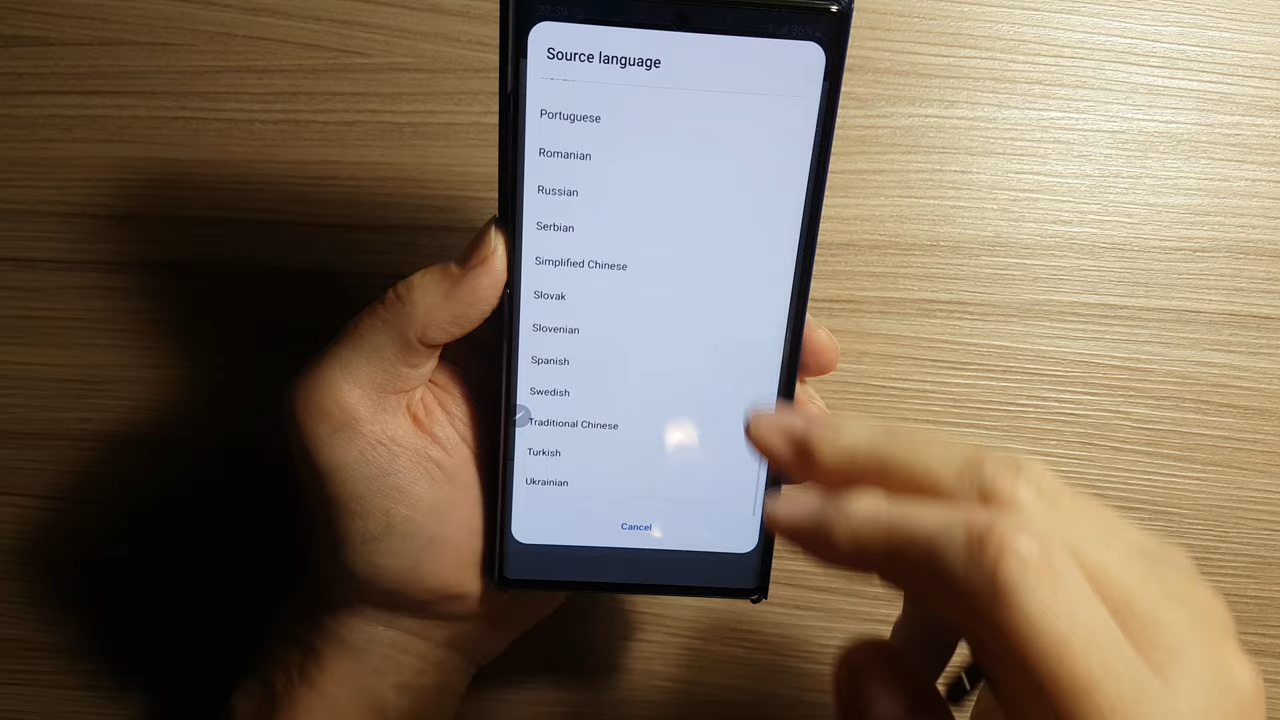 Source language
Portuguese
Romanian
Russian
Serbian
Simplified Chinese
Slovak
Slovenian
Spanish
Swedish
Traditional Chinese
Turkish
Ukrainian
Cancel